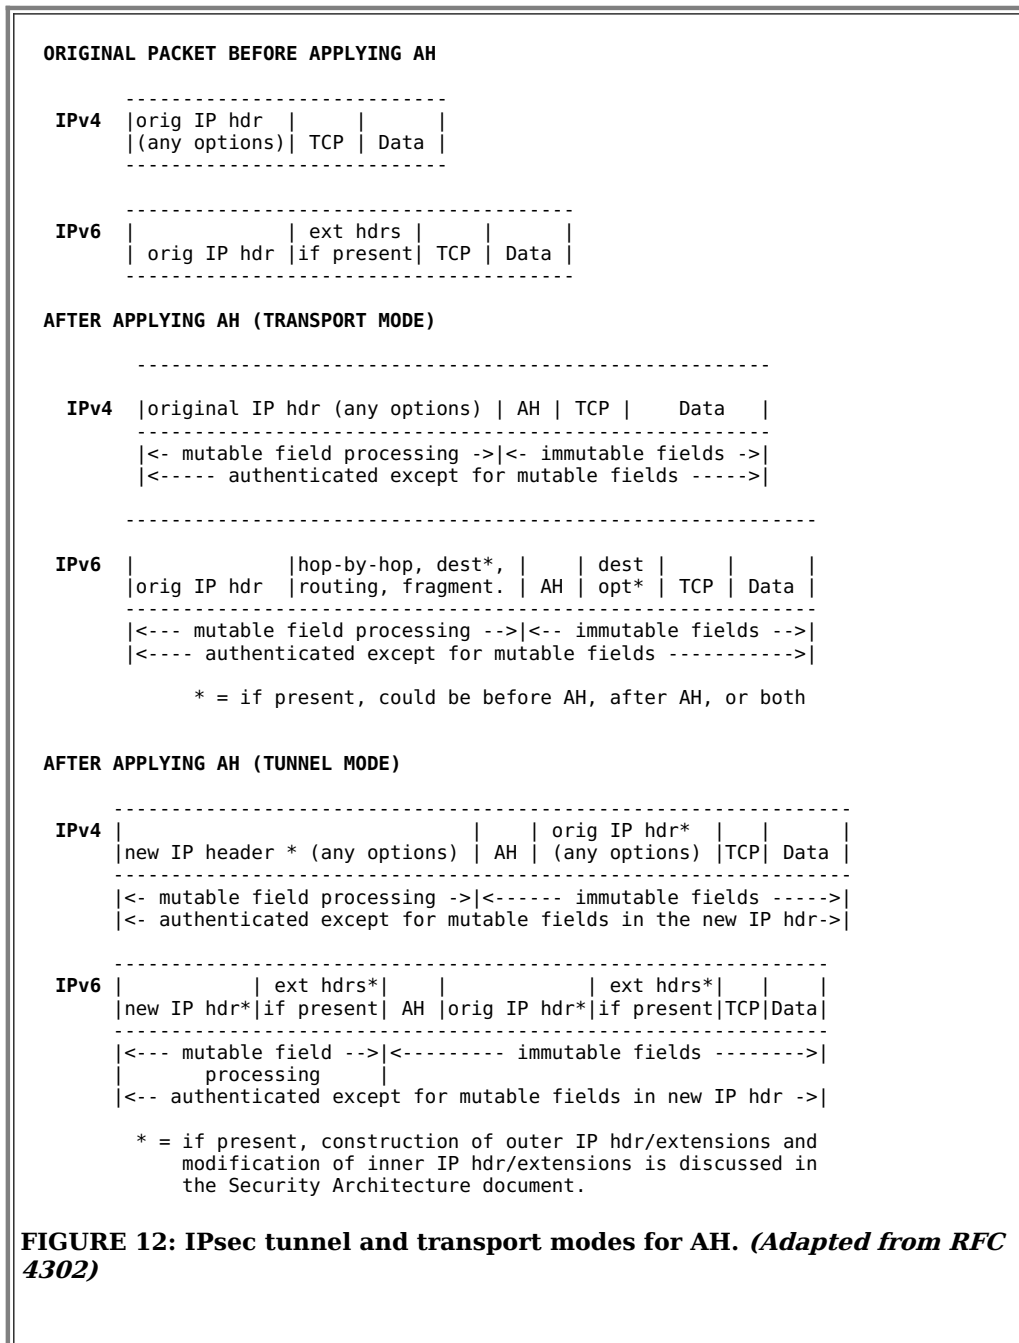 ORIGINAL PACKET BEFORE APPLYING AH
----------------------------
IPv4  |orig IP hdr  |     |      |
|(any options)| TCP | Data |
----------------------------
---------------------------------------
IPv6  |             | ext hdrs |     |      |
| orig IP hdr |if present| TCP | Data |
---------------------------------------
AFTER APPLYING AH (TRANSPORT MODE)
-------------------------------------------------------
IPv4  |original IP hdr (any options) | AH | TCP |    Data   |
-------------------------------------------------------
|<- mutable field processing ->|<- immutable fields ->|
|<----- authenticated except for mutable fields ----->|
------------------------------------------------------------
IPv6  |             |hop-by-hop, dest*, |    | dest |     |      |
|orig IP hdr  |routing, fragment. | AH | opt* | TCP | Data |
------------------------------------------------------------
|<--- mutable field processing -->|<-- immutable fields -->|
|<---- authenticated except for mutable fields ----------->|
* = if present, could be before AH, after AH, or both
AFTER APPLYING AH (TUNNEL MODE)
----------------------------------------------------------------
IPv4 |                              |    | orig IP hdr*  |   |      |
|new IP header * (any options) | AH | (any options) |TCP| Data |
----------------------------------------------------------------
|<- mutable field processing ->|<------ immutable fields ----->|
|<- authenticated except for mutable fields in the new IP hdr->|
--------------------------------------------------------------
IPv6 |           | ext hdrs*|    |            | ext hdrs*|   |    |
|new IP hdr*|if present| AH |orig IP hdr*|if present|TCP|Data|
--------------------------------------------------------------
|<--- mutable field -->|<--------- immutable fields -------->|
|       processing      |
|<-- authenticated except for mutable fields in new IP hdr ->|
* = if present, construction of outer IP hdr/extensions and
modification of inner IP hdr/extensions is discussed in
the Security Architecture document.
FIGURE 12: IPsec tunnel and transport modes for AH. (Adapted from RFC
4302)